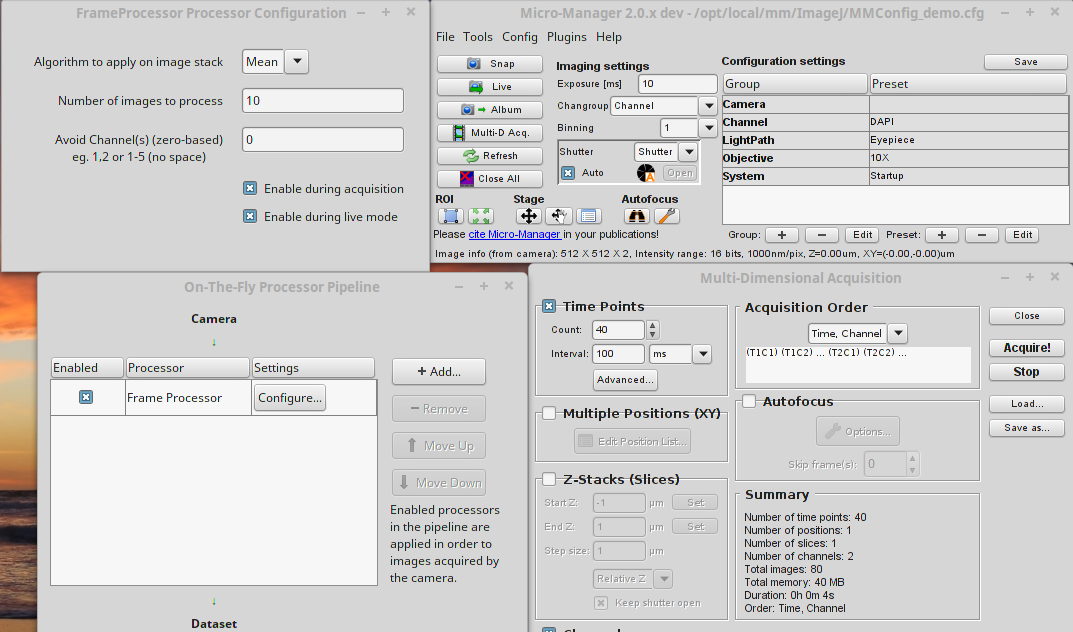 FrameProcessor Processor Configuration
Algorithm to apply on image stack
Mean
Number of images to process
10
Avoid Channel(s) (zero-based)
eg. 1,2 or 1-5 (no space)
0
Enable during acquisition
Enable during live mode
Micro-Manager 2.0.x dev - /opt/local/mm/ImageJ/MMConfig_demo.cfg
File Tools Config Plugins Help
Snap
Live
Album
Multi-D Acq.
Refresh
Close All
Imaging settings
Exposure [ms] 10
Changroup Channel
Binning 1
Shutter Shutter
Auto Open
Configuration settings
Save
Group Preset
Camera
Channel DAPI
LightPath Eyepiece
Objective 10X
System Startup
ROI Stage Autofocus
Group: + − Edit Preset: + − Edit
Please cite Micro-Manager in your publications!
Image info (from camera): 512 X 512 X 2, Intensity range: 16 bits, 1000nm/pix, Z=0.00um, XY=(-0.00,-0.00)um
On-The-Fly Processor Pipeline
Camera
Enabled Processor Settings
Frame Processor Configure...
+ Add...
− Remove
Move Up
Move Down
Enabled processors
in the pipeline are
applied in order to
images acquired by
the camera.
Dataset
Multi-Dimensional Acquisition
Time Points
Count: 40
Interval: 100 ms
Advanced...
Multiple Positions (XY)
Edit Position List...
Z-Stacks (Slices)
Start Z: -1 µm Set
End Z: 1 µm Set
Step size: 1 µm
Relative Z
Keep shutter open
Acquisition Order
Time, Channel
(T1C1) (T1C2) ... (T2C1) (T2C2) ...
Autofocus
Options...
Skip frame(s): 0
Summary
Number of time points: 40
Number of positions: 1
Number of slices: 1
Number of channels: 2
Total images: 80
Total memory: 40 MB
Duration: 0h 0m 4s
Order: Time, Channel
Close
Acquire!
Stop
Load...
Save as...